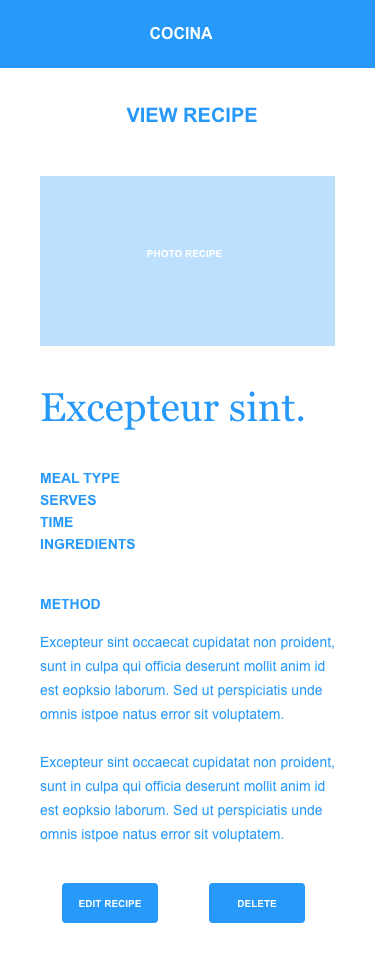 COCINA
VIEW RECIPE
PHOTO RECIPE
Excepteur sint.
MEAL TYPE
SERVES
TIME
INGREDIENTS
METHOD
Excepteur sint occaecat cupidatat non proident,
sunt in culpa qui officia deserunt mollit anim id
est eopksio laborum. Sed ut perspiciatis unde
omnis istpoe natus error sit voluptatem.
Excepteur sint occaecat cupidatat non proident,
sunt in culpa qui officia deserunt mollit anim id
est eopksio laborum. Sed ut perspiciatis unde
omnis istpoe natus error sit voluptatem.
EDIT RECIPE
DELETE